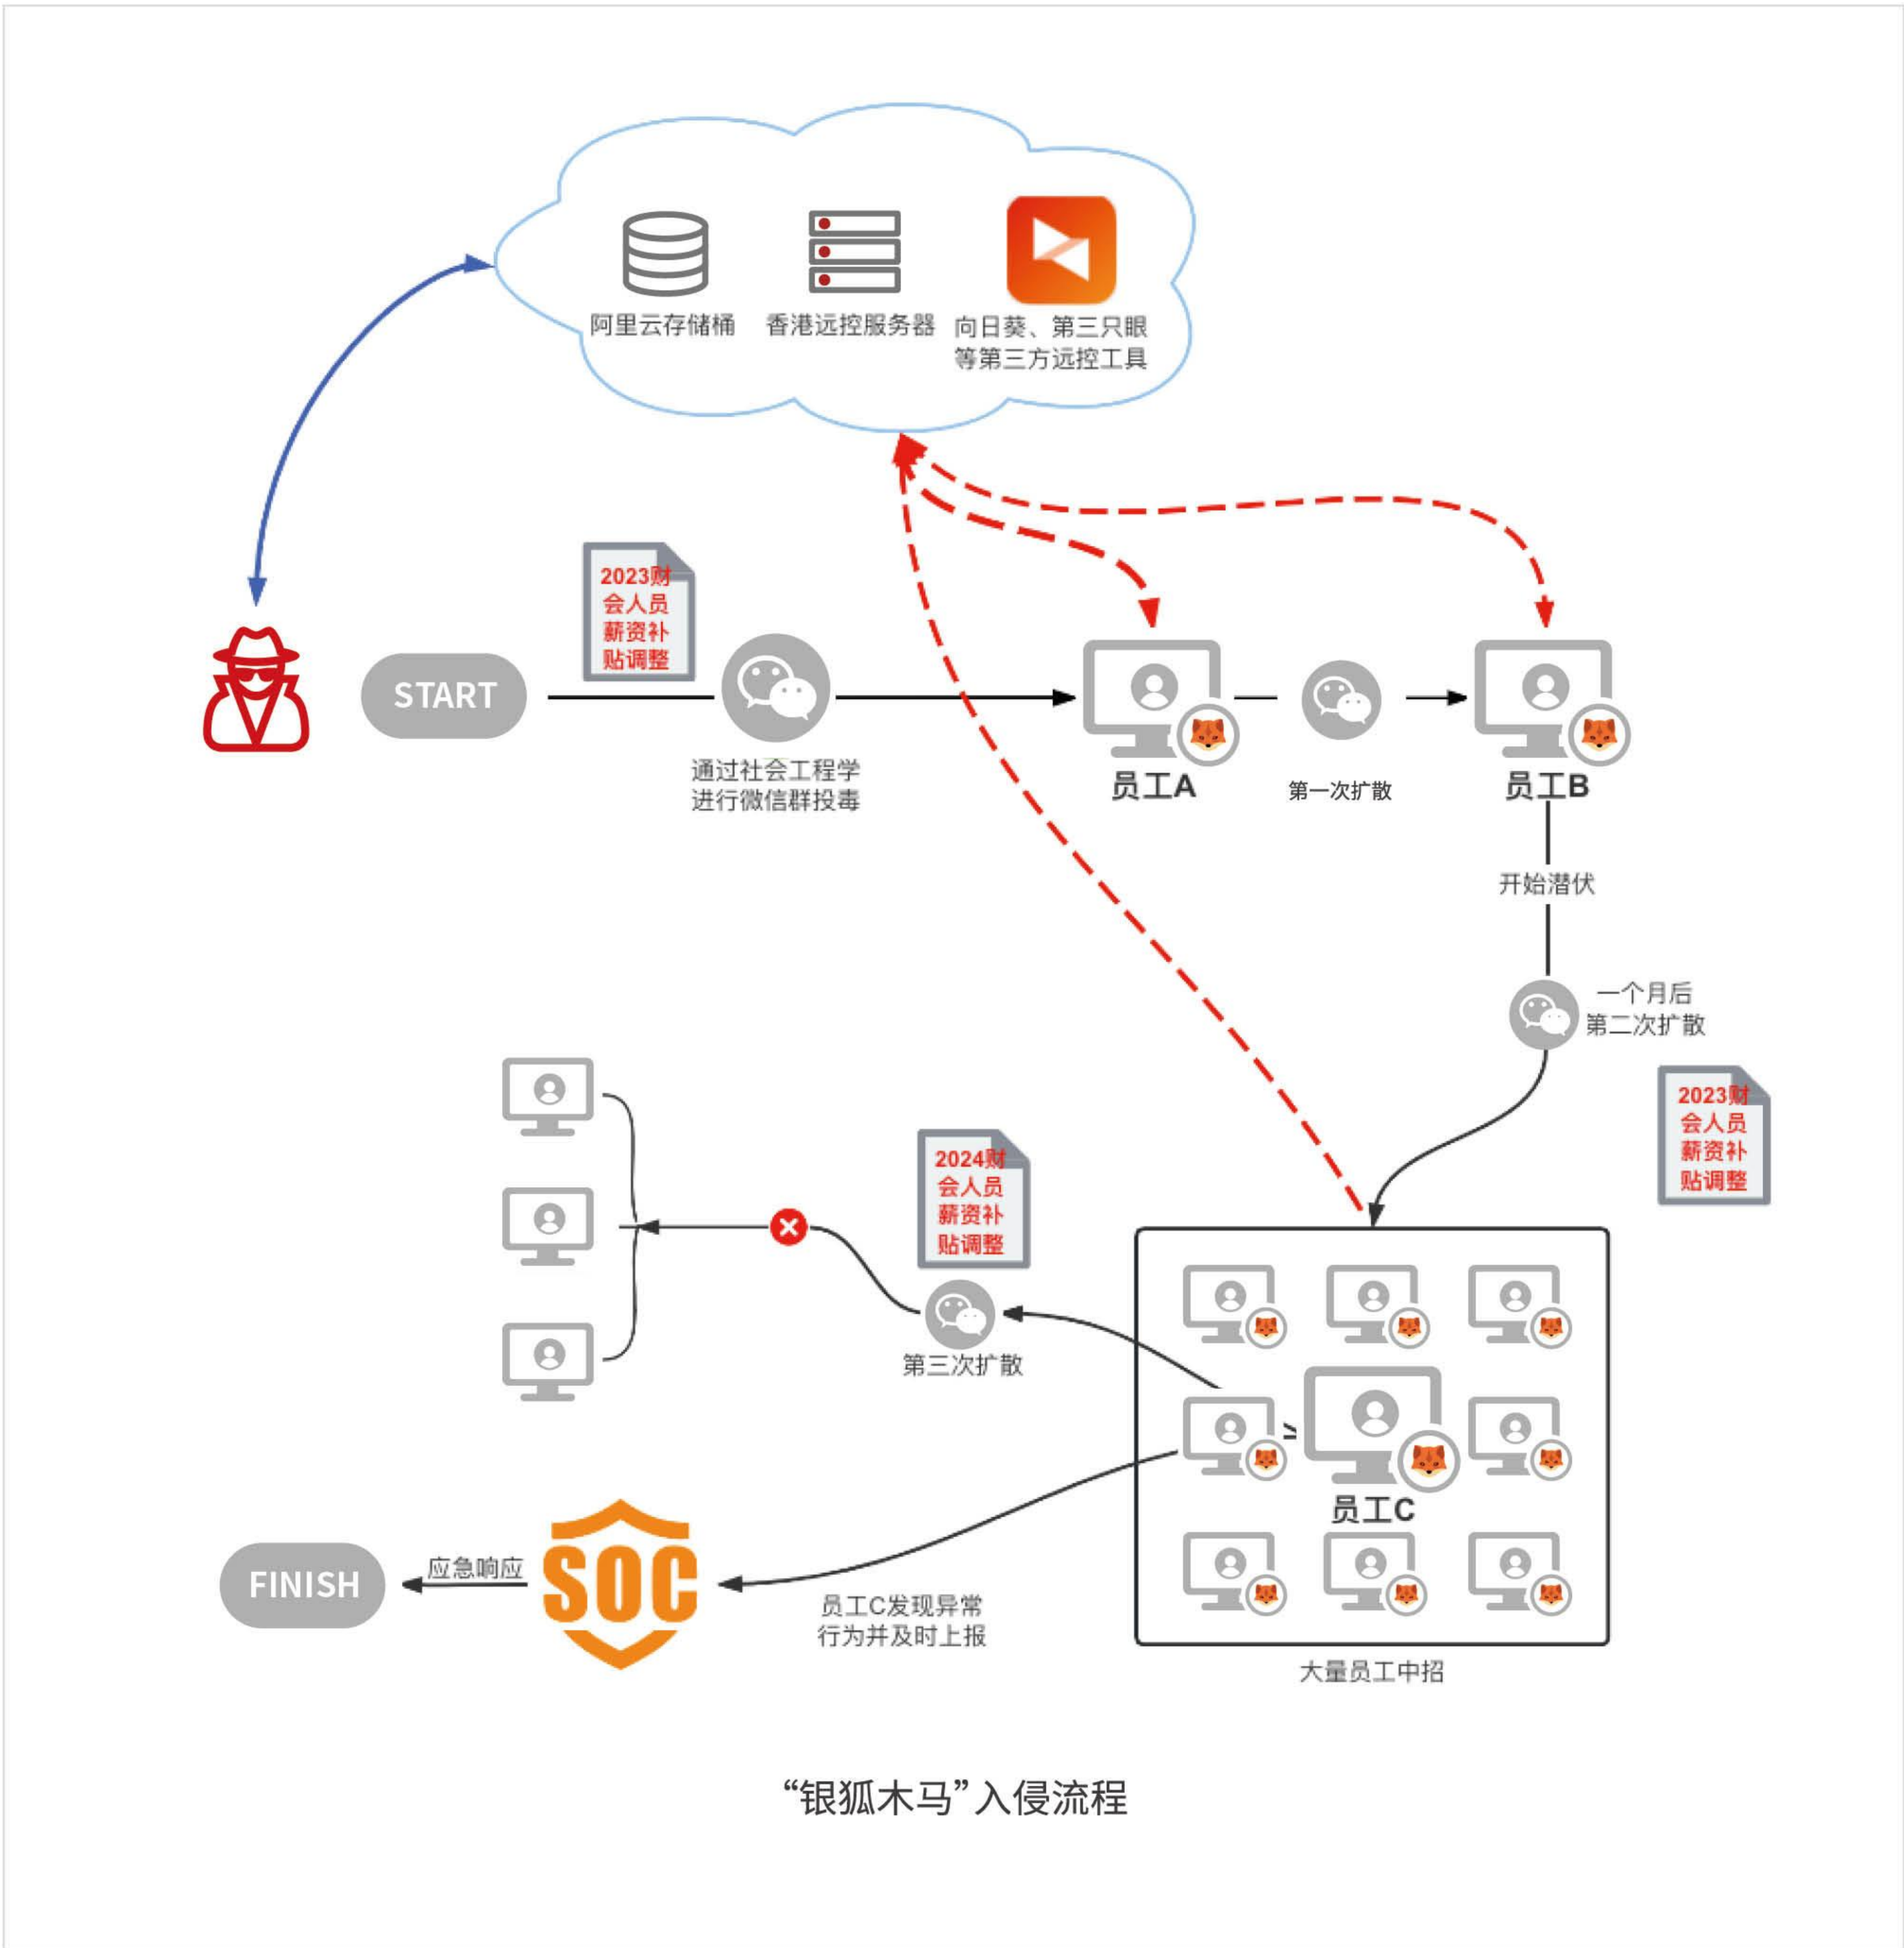 阿里云存储桶
香港远控服务器
向日葵、第三只眼
等第三方远控工具
2023财
会人员
薪资补
贴调整
START
通过社会工程学
进行微信群投毒
员工A
第一次扩散
员工B
开始潜伏
一个月后
第二次扩散
2023财
会人员
薪资补
贴调整
2024财
会人员
薪资补
贴调整
第三次扩散
员工C
大量员工中招
员工C发现异常
行为并及时上报
SOC
应急响应
FINISH
“银狐木马”入侵流程